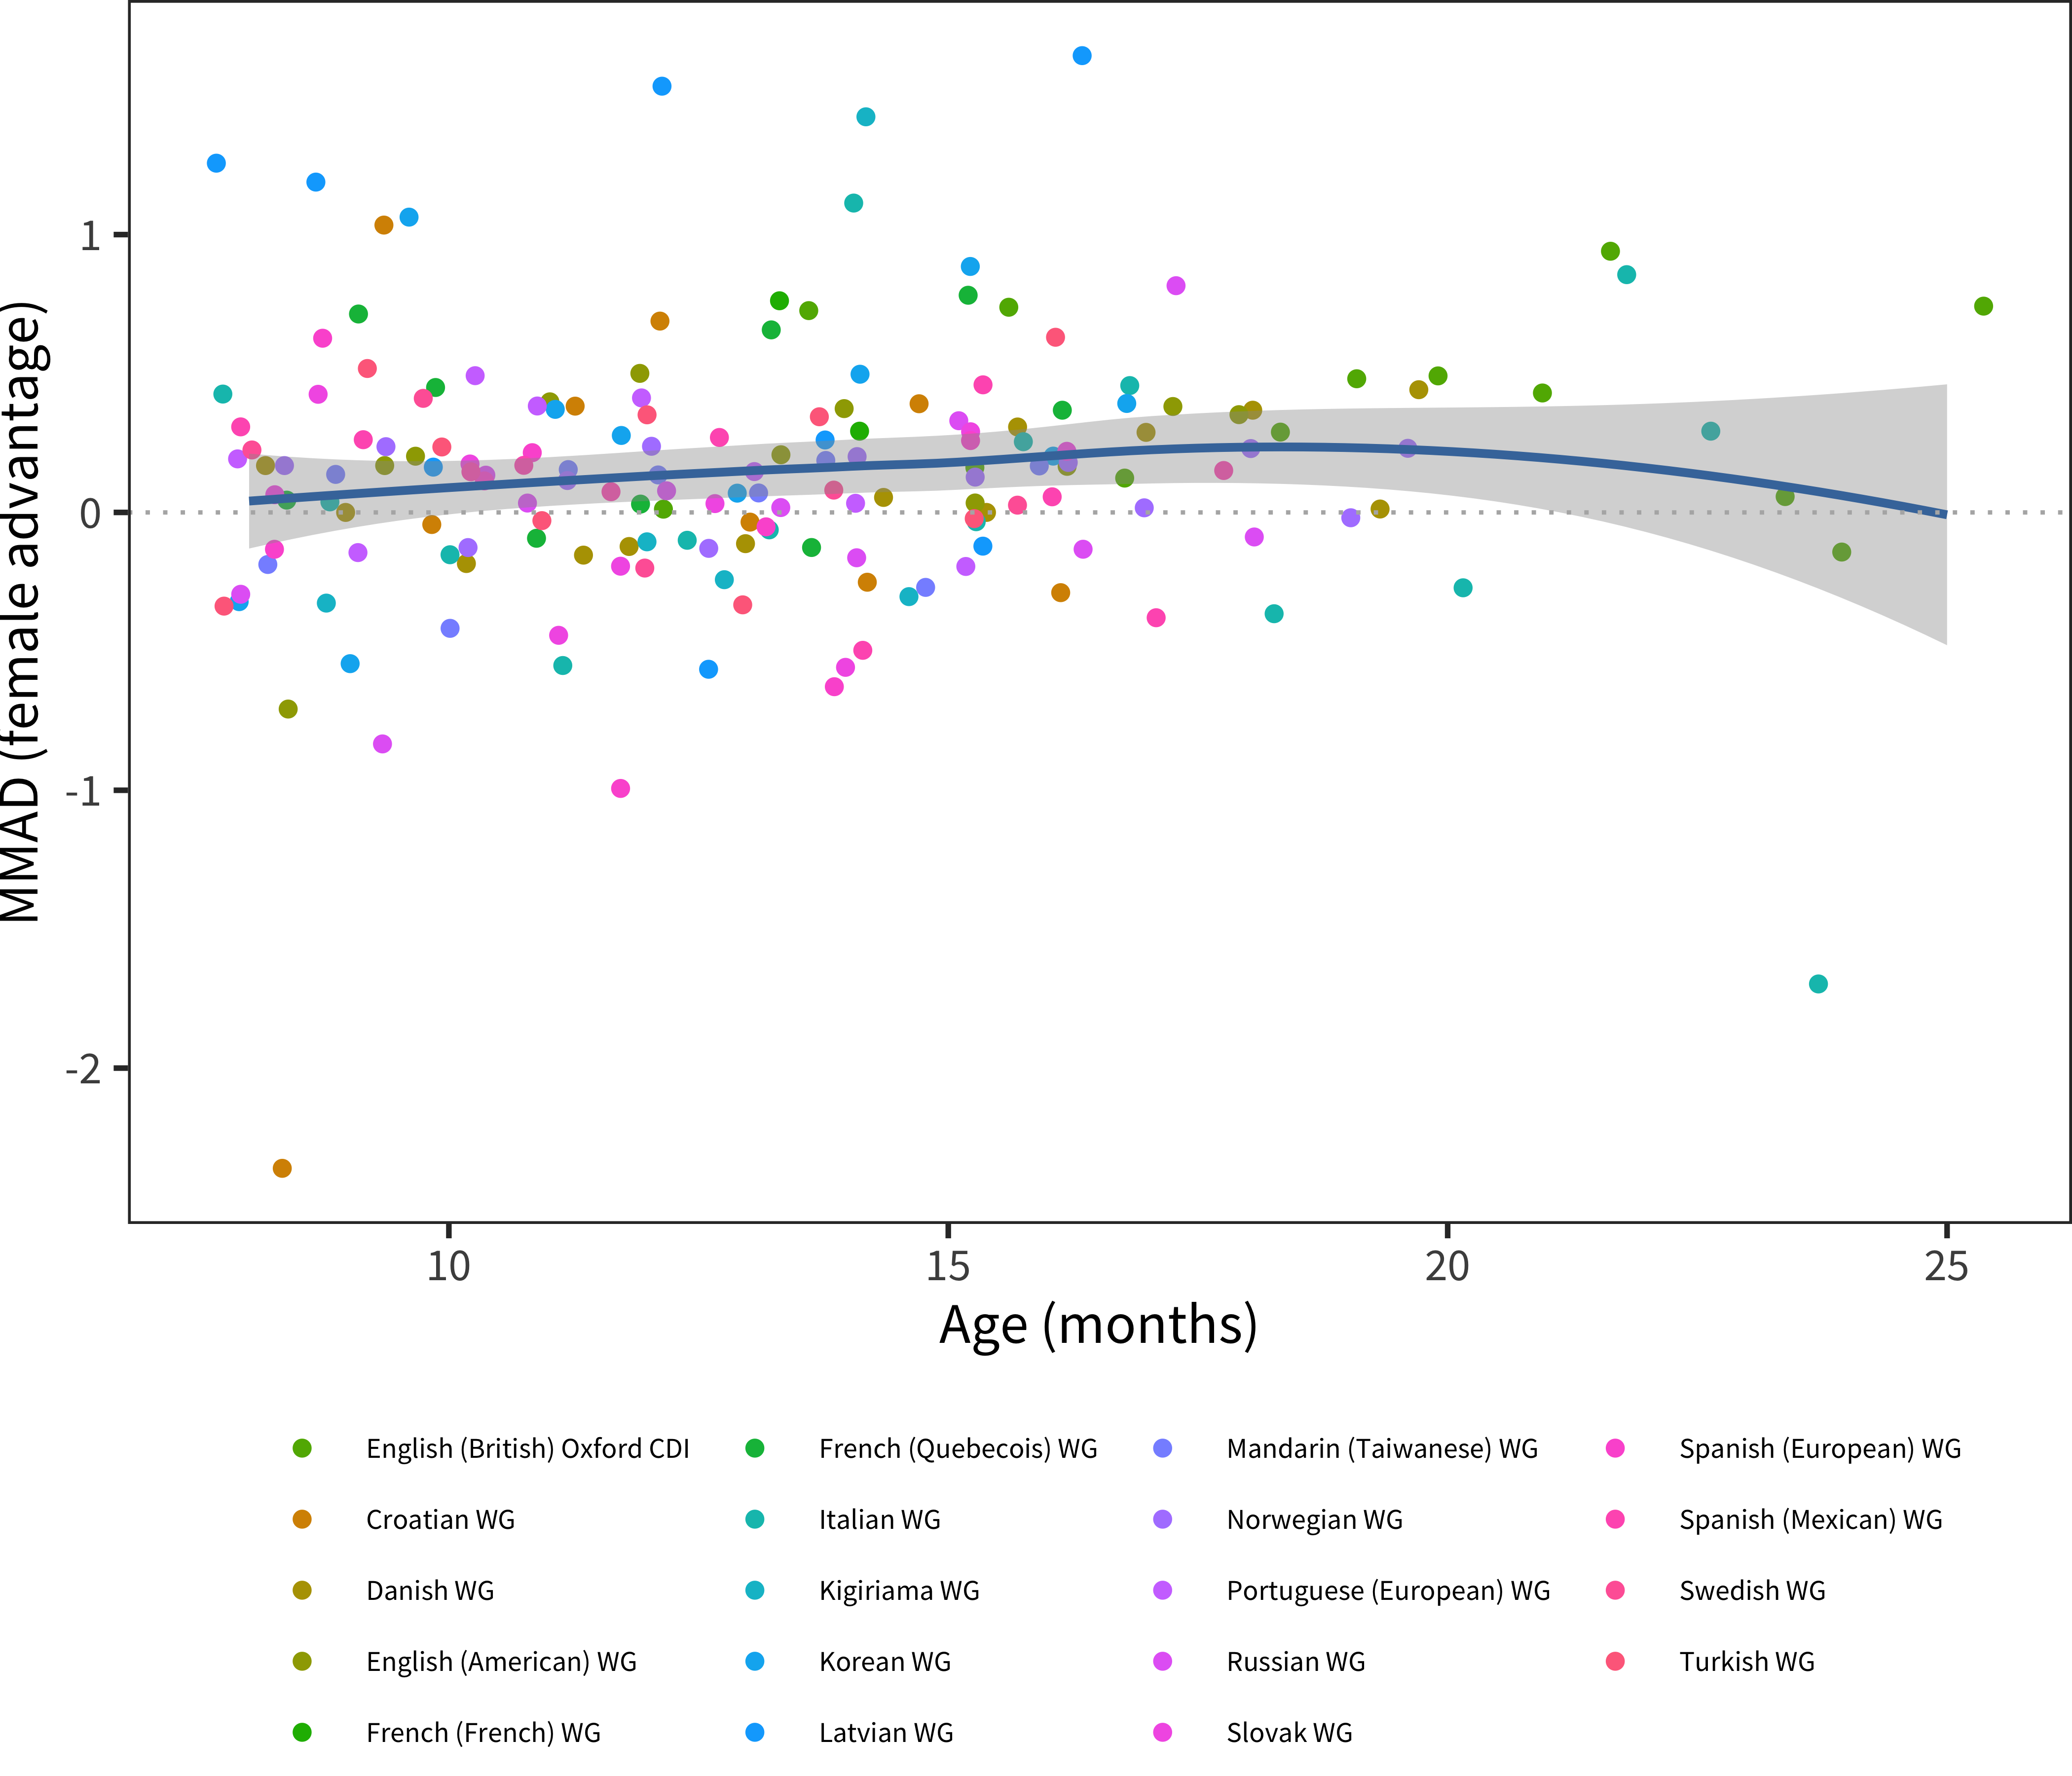 MMAD (female advantage)
1
0
-1
-2
10 15 20 25
Age (months)
English (British) Oxford CDI
Croatian WG
Danish WG
English (American) WG
French (French) WG
French (Quebecois) WG
Italian WG
Kigiriama WG
Korean WG
Latvian WG
Mandarin (Taiwanese) WG
Norwegian WG
Portuguese (European) WG
Russian WG
Slovak WG
Spanish (European) WG
Spanish (Mexican) WG
Swedish WG
Turkish WG